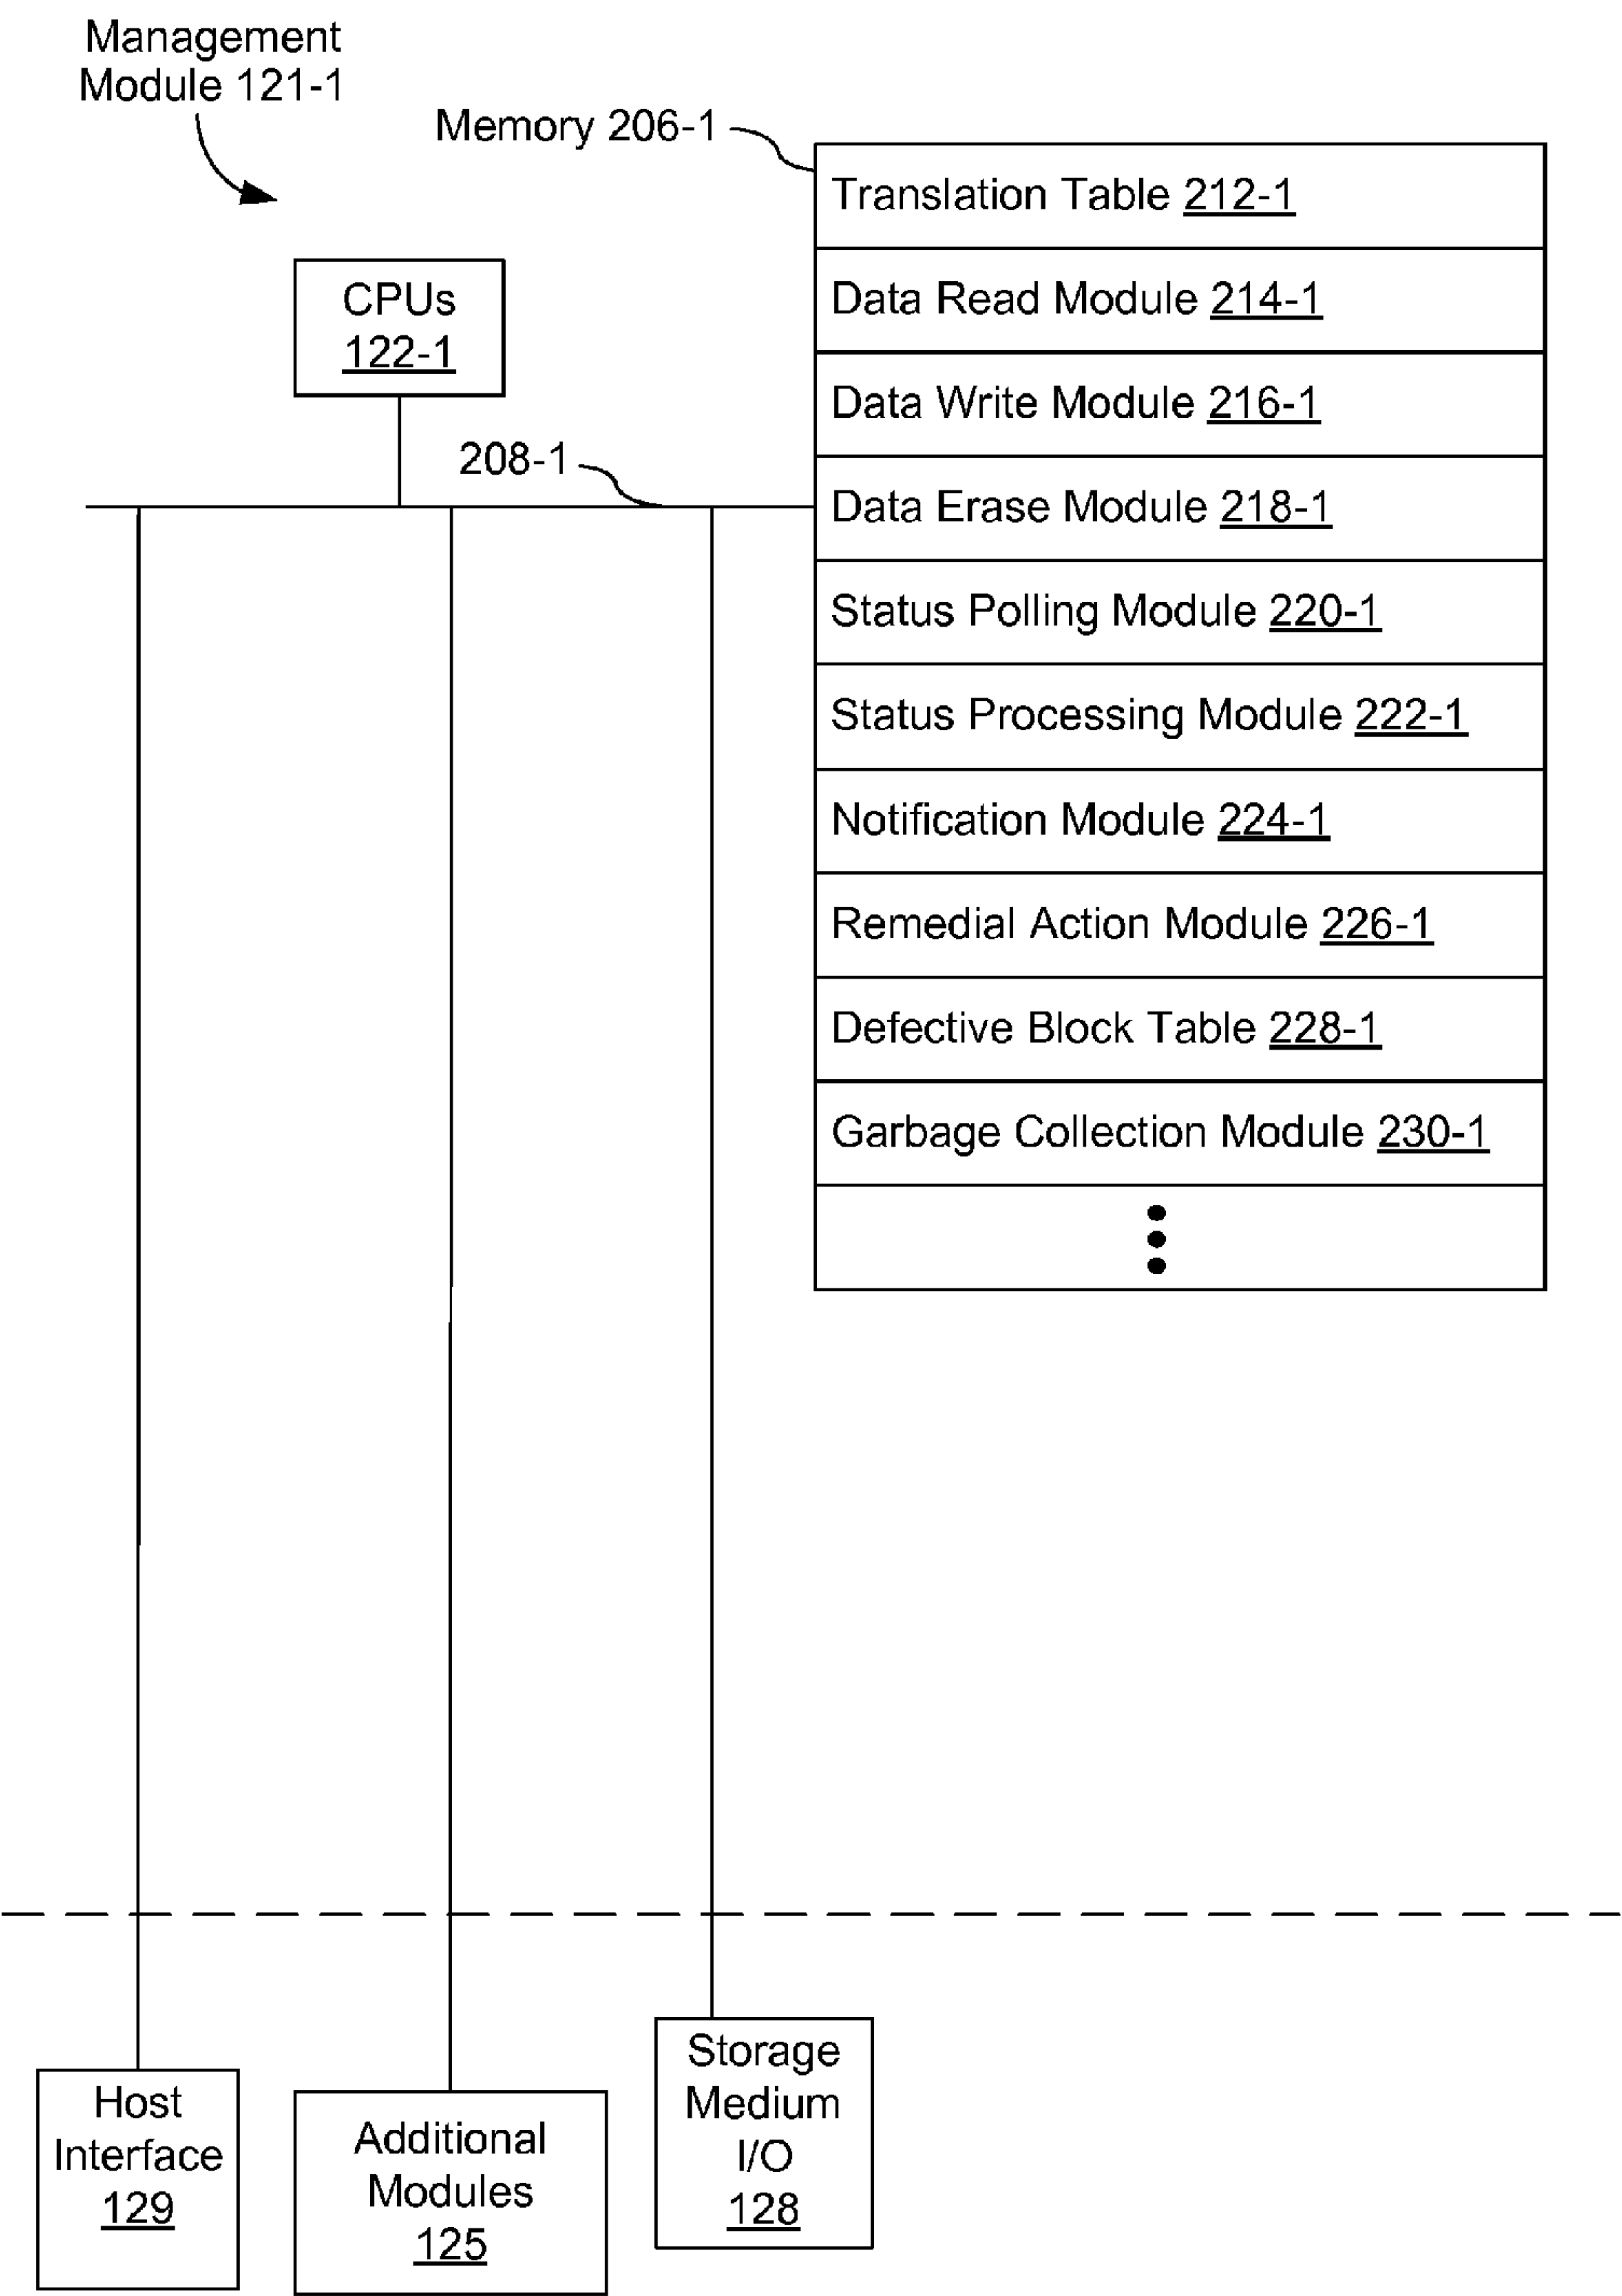 Management
Module 121-1
Memory 206-1
Translation Table 212-1
Data Read Module 214-1
CPUs
122-1
Data Write Module 216-1
208-1
Data Erase Module 218-1
Status Polling Module 220-1
Status Processing Module 222-1
Notification Module 224-1
Remedial Action Module 226-1
Defective Block Table 228-1
Garbage Collection Module 230-1
Host
Interface
129
Additional
Modules
125
Storage
Medium
I/O
128